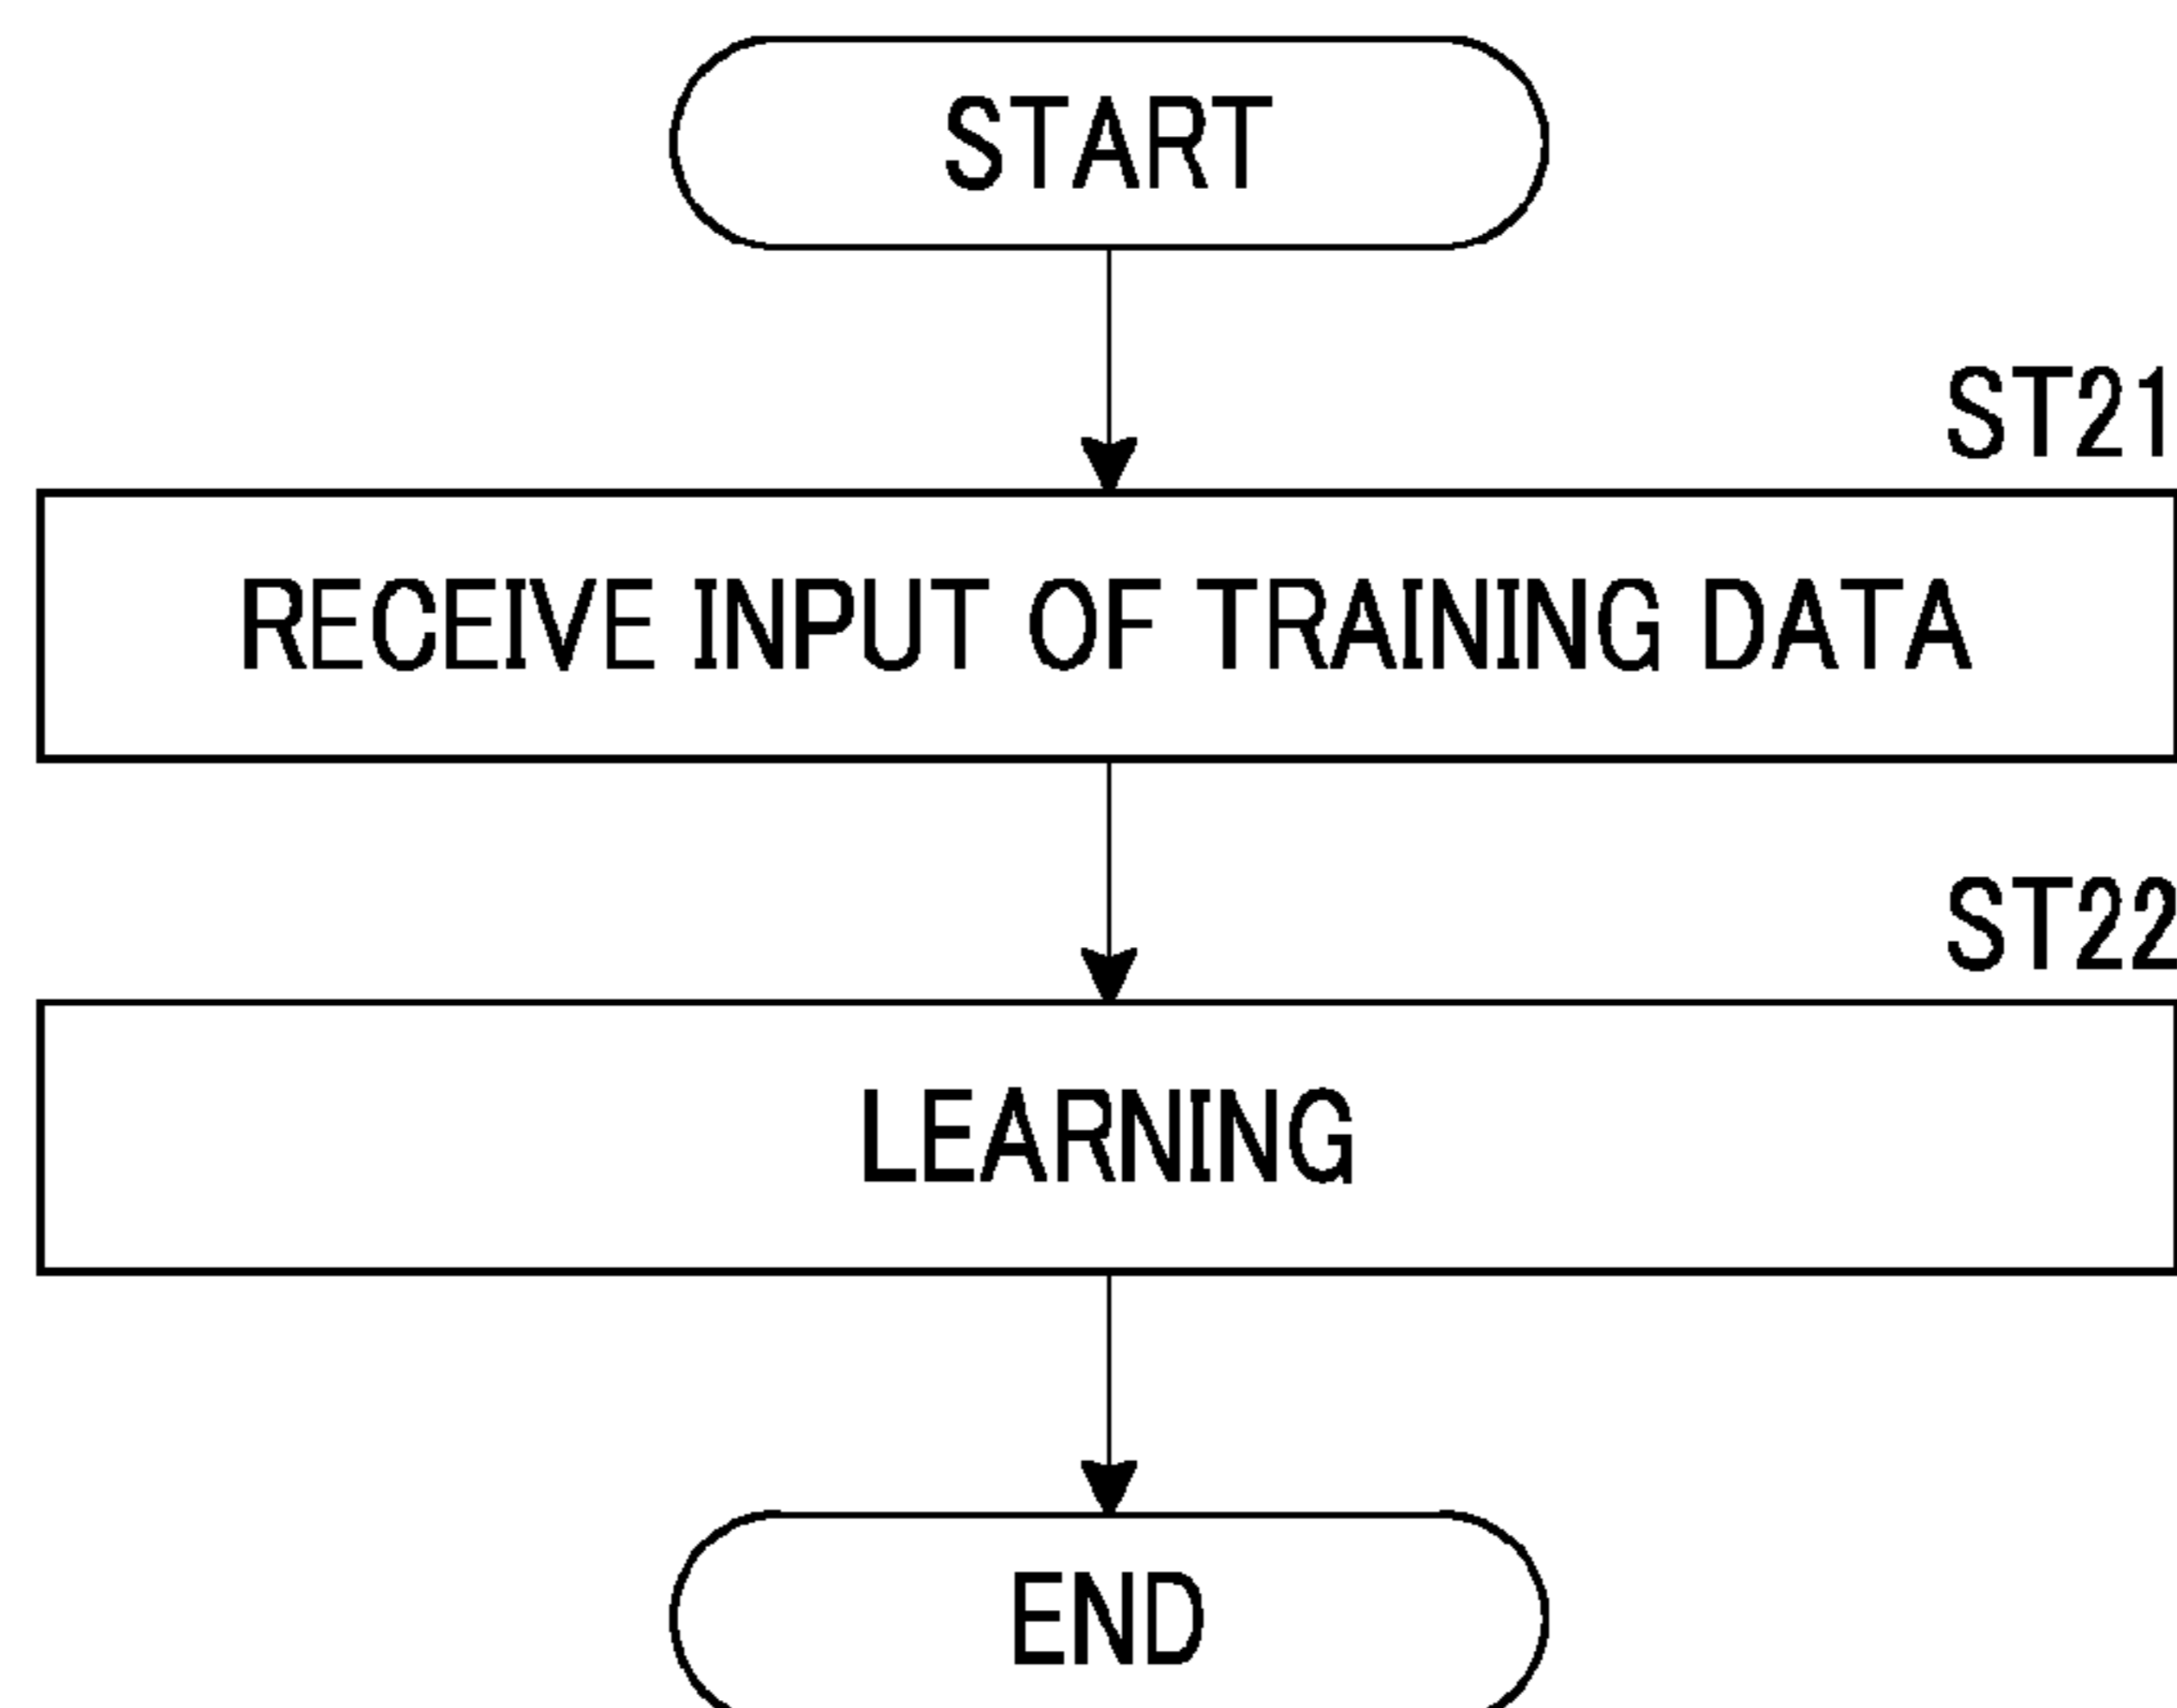 START
ST21
RECEIVE INPUT OF TRAINING DATA
ST22
LEARNING
END